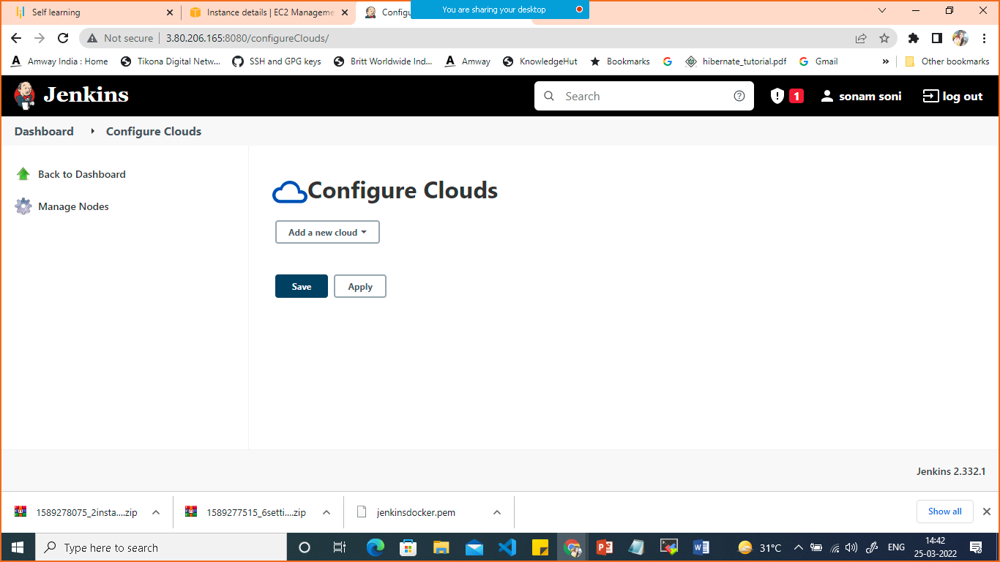 Self learning
Instance details | EC2 Manageme
Configu
You are sharing your desktop
Not secure
3.80.206.165:8080/configureClouds/
Amway India : Home
Tikona Digital Netw...
SSH and GPG keys
Britt Worldwide Ind...
Amway
KnowledgeHut
Bookmarks
hibernate_tutorial.pdf
Gmail
»
Other bookmarks
Jenkins
Search
1
sonam soni
log out
Dashboard
Configure Clouds
Back to Dashboard
Manage Nodes
Configure Clouds
Add a new cloud
Save
Apply
Jenkins 2.332.1
1589278075_2insta....zip
1589277515_6setti....zip
jenkinsdocker.pem
Show all
Type here to search
31°C
ENG
14:42
25-03-2022